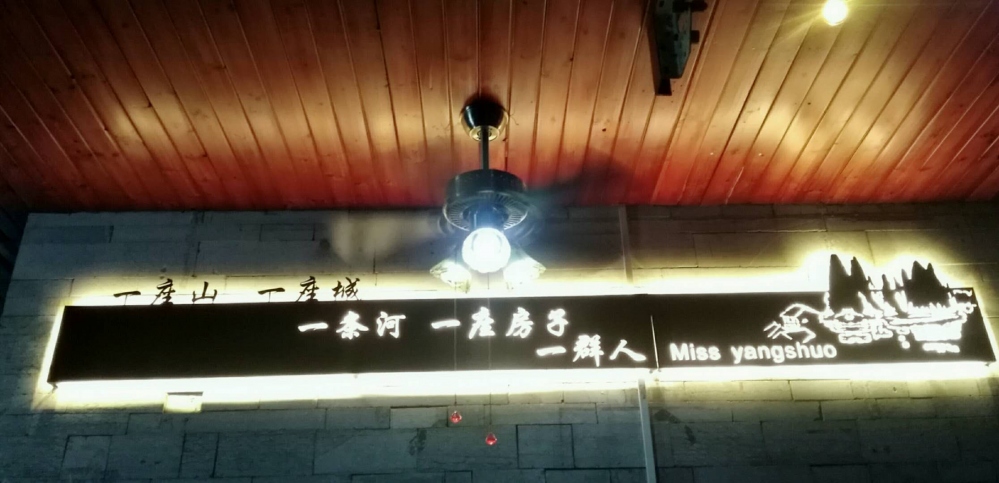 一座山 一座城
一条河 一座房子
一群人
Miss yangshuo